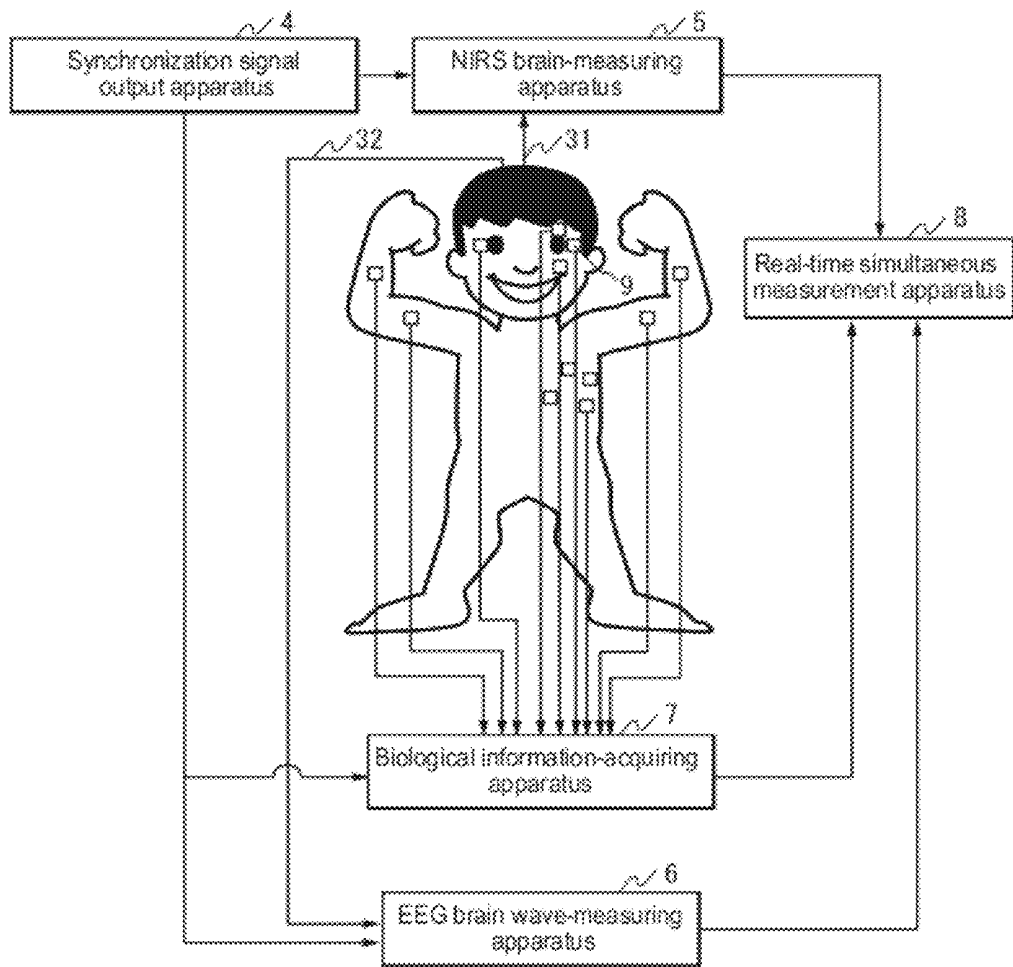 4
Synchronization signal
output apparatus
5
NIRS brain-measuring
apparatus
32
31
8
Real-time simultaneous
measurement apparatus
9
7
Biological information-acquiring
apparatus
6
EEG brain wave-measuring
apparatus